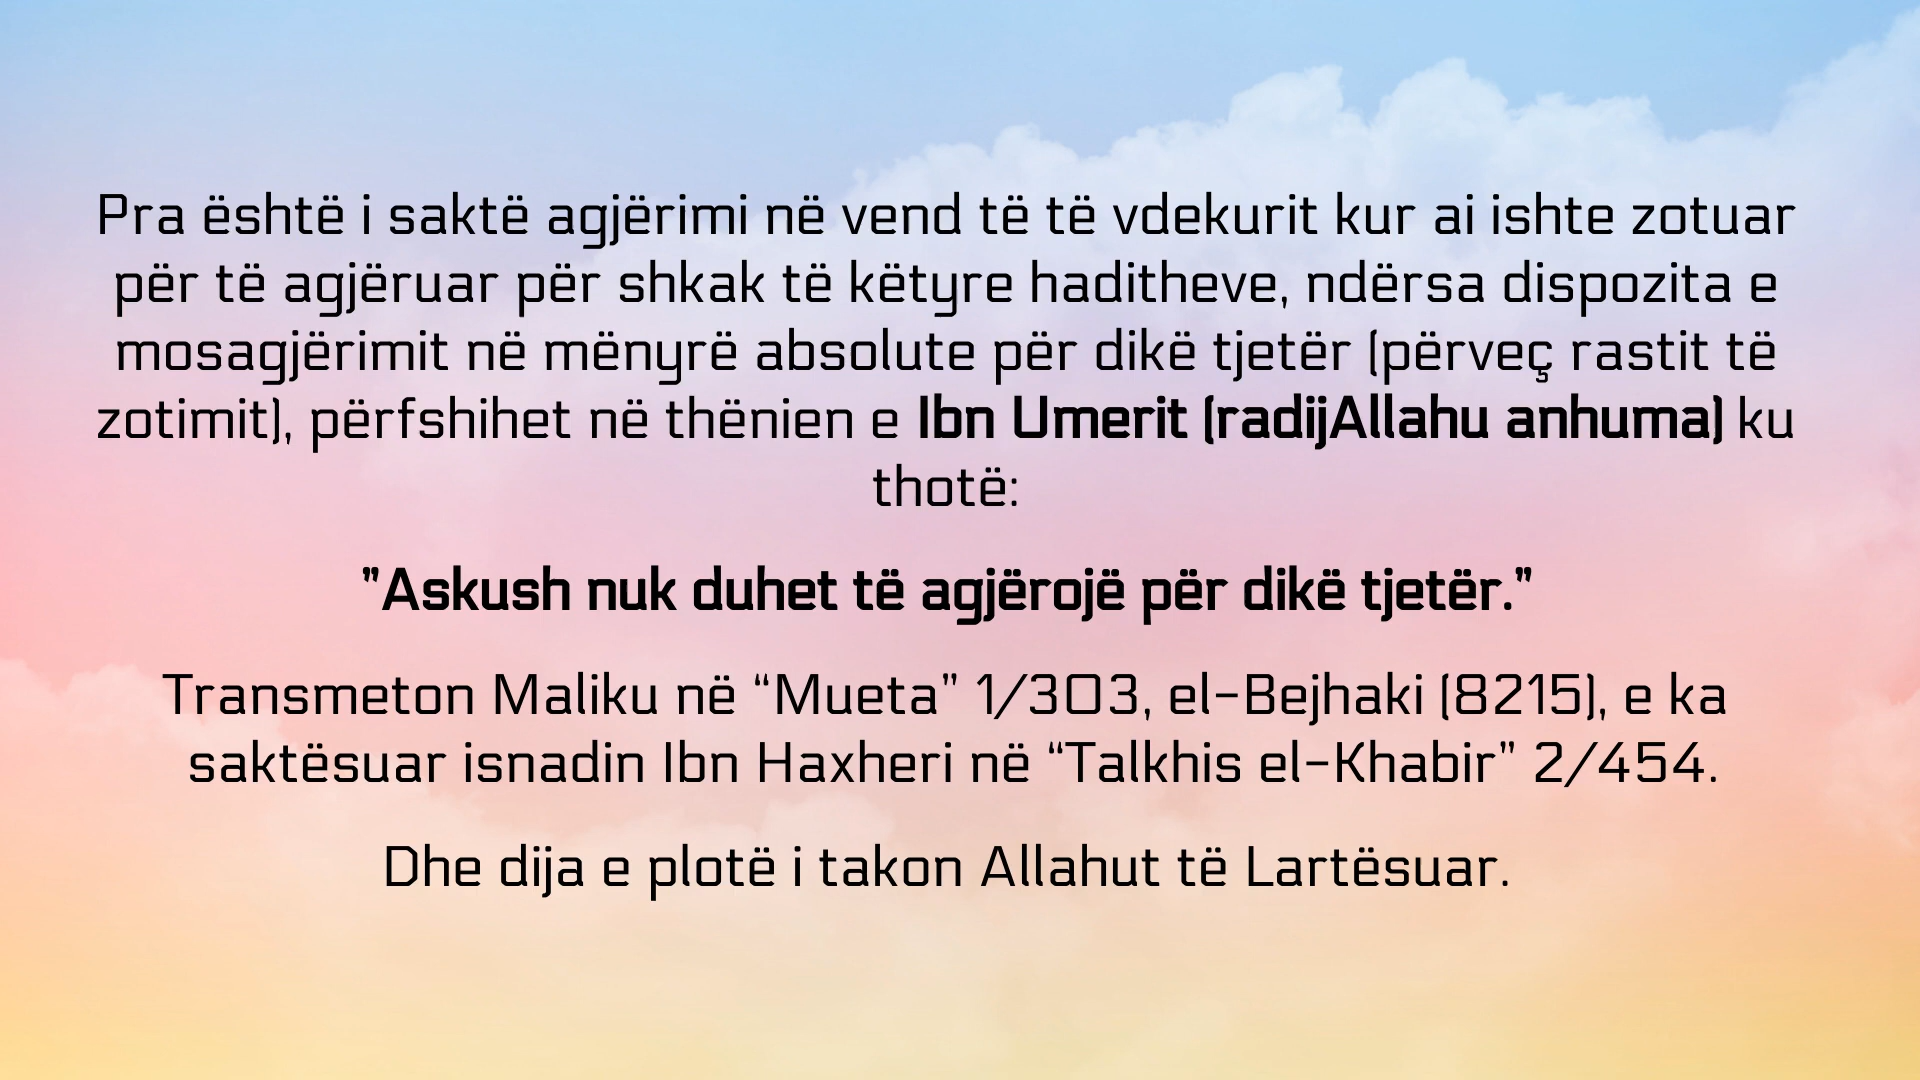 Pra është i saktë agjërimi në vend të të vdekurit kur ai ishte zotuar
për të agjëruar për shkak të këtyre haditheve, ndërsa dispozita e
mosagjërimit në mënyrë absolute për dikë tjetër (përveç rastit të
zotimit), përfshihet në thënien e Ibn Umerit (radijAllahu anhuma) ku
thotë:
"Askush nuk duhet të agjërojë për dikë tjetër."
Transmeton Maliku në “Mueta” 1/303, el-Bejhaki (8215), e ka
saktësuar isnadin Ibn Haxheri në “Talkhis el-Khabir” 2/454.
Dhe dija e plotë i takon Allahut të Lartësuar.